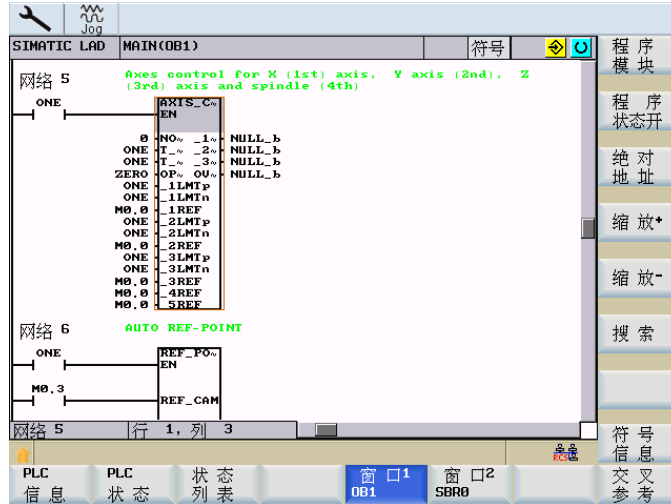 Jog
SIMATIC LAD MAIN(OB1) 符号
网络 5 Axes control for X (1st) axis, Y axis (2nd), Z
(3rd) axis and spindle (4th)
ONE AXIS_C~
EN
0 NO~ _1~ NULL_b
ONE T_~ _2~ NULL_b
ONE T_~ _3~ NULL_b
ZERO OP~ OV~ NULL_b
ONE _1LMTp
ONE _1LMTn
M0.0 _1REF
ONE _2LMTp
ONE _2LMTn
M0.0 _2REF
ONE _3LMTp
ONE _3LMTn
M0.0 _3REF
M0.0 _4REF
M0.0 _5REF
网络 6 AUTO REF-POINT
ONE REF_PO~
EN
M0.3
REF_CAM
网络 5 行 1, 列 3
程序
模块
程序
状态开
绝对
地址
缩放+
缩放-
搜索
符号
信息
交叉
参考
RCS
PLC
信息
PLC
状态
状态
列表
窗口1
OB1
窗口2
SBR0